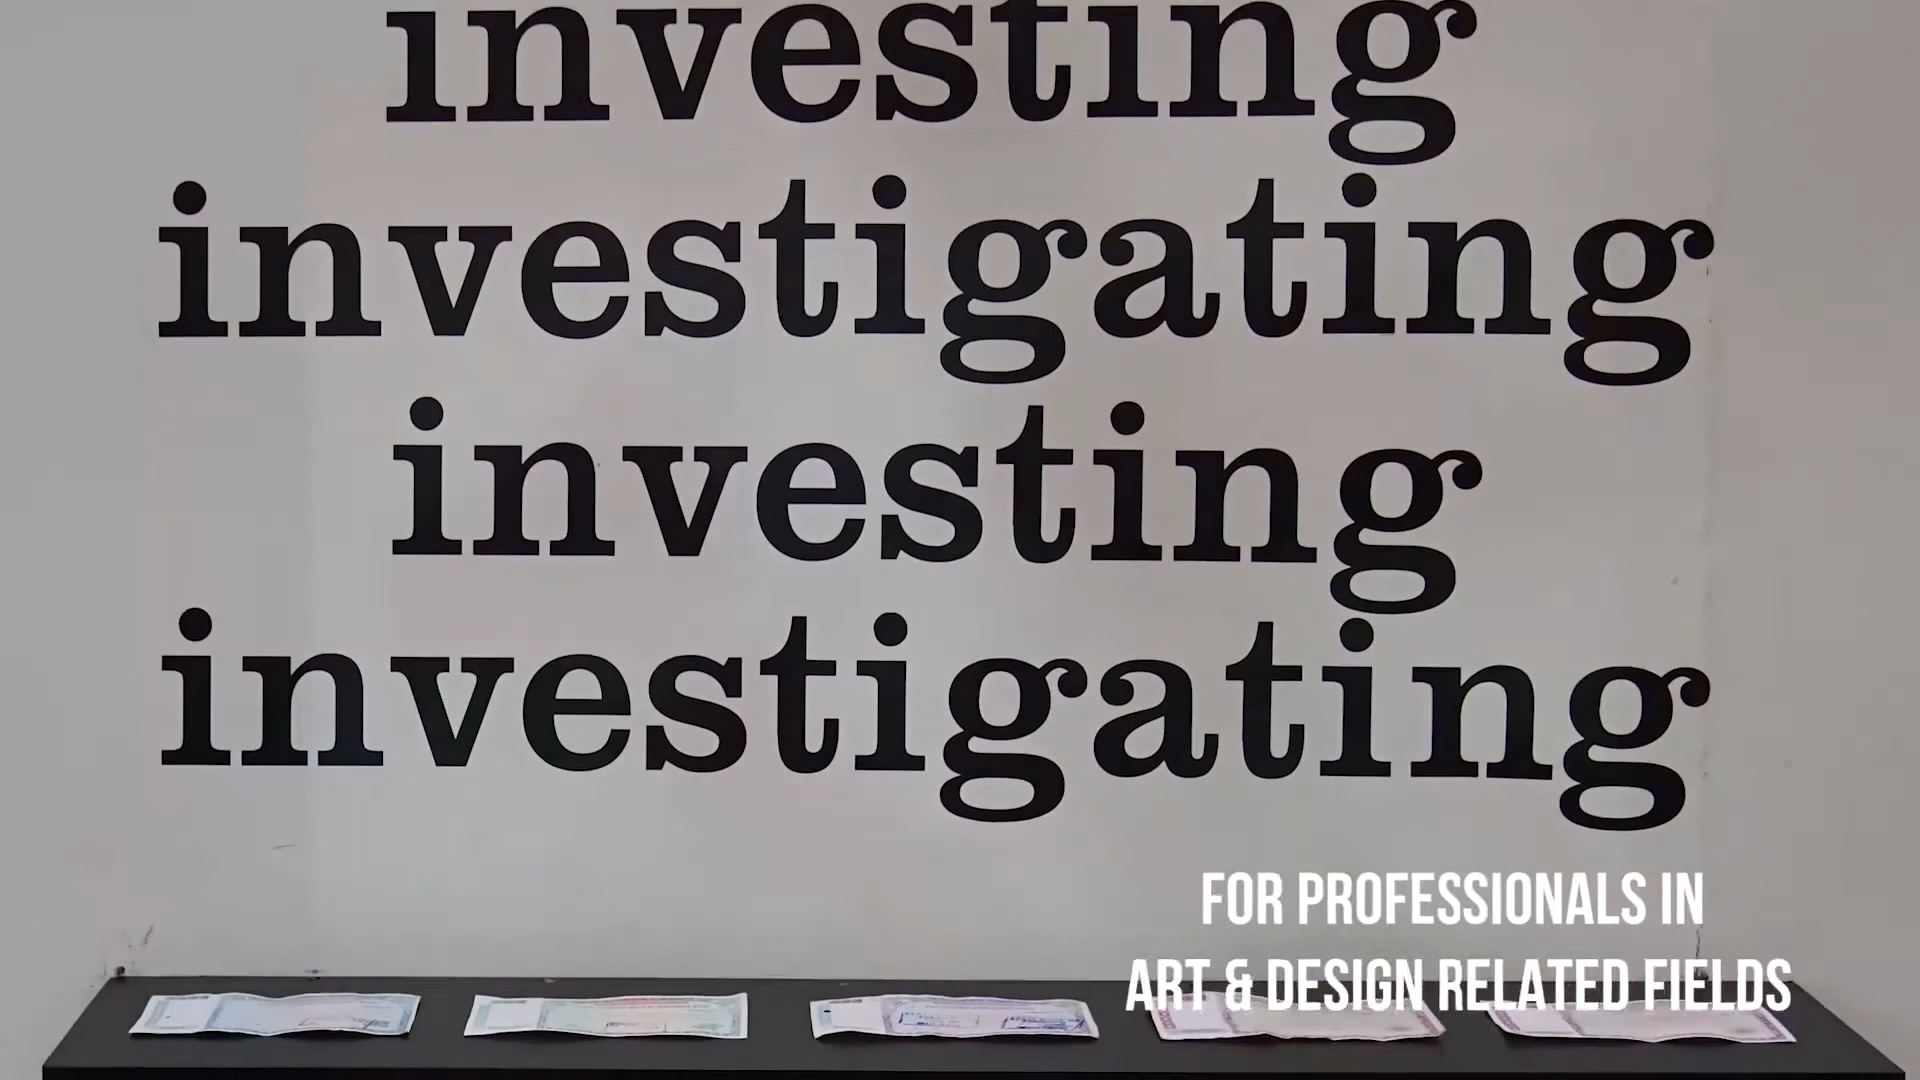 investing
investigating
investing
investigating
FOR PROFESSIONALS IN
ART & DESIGN RELATED FIELDS